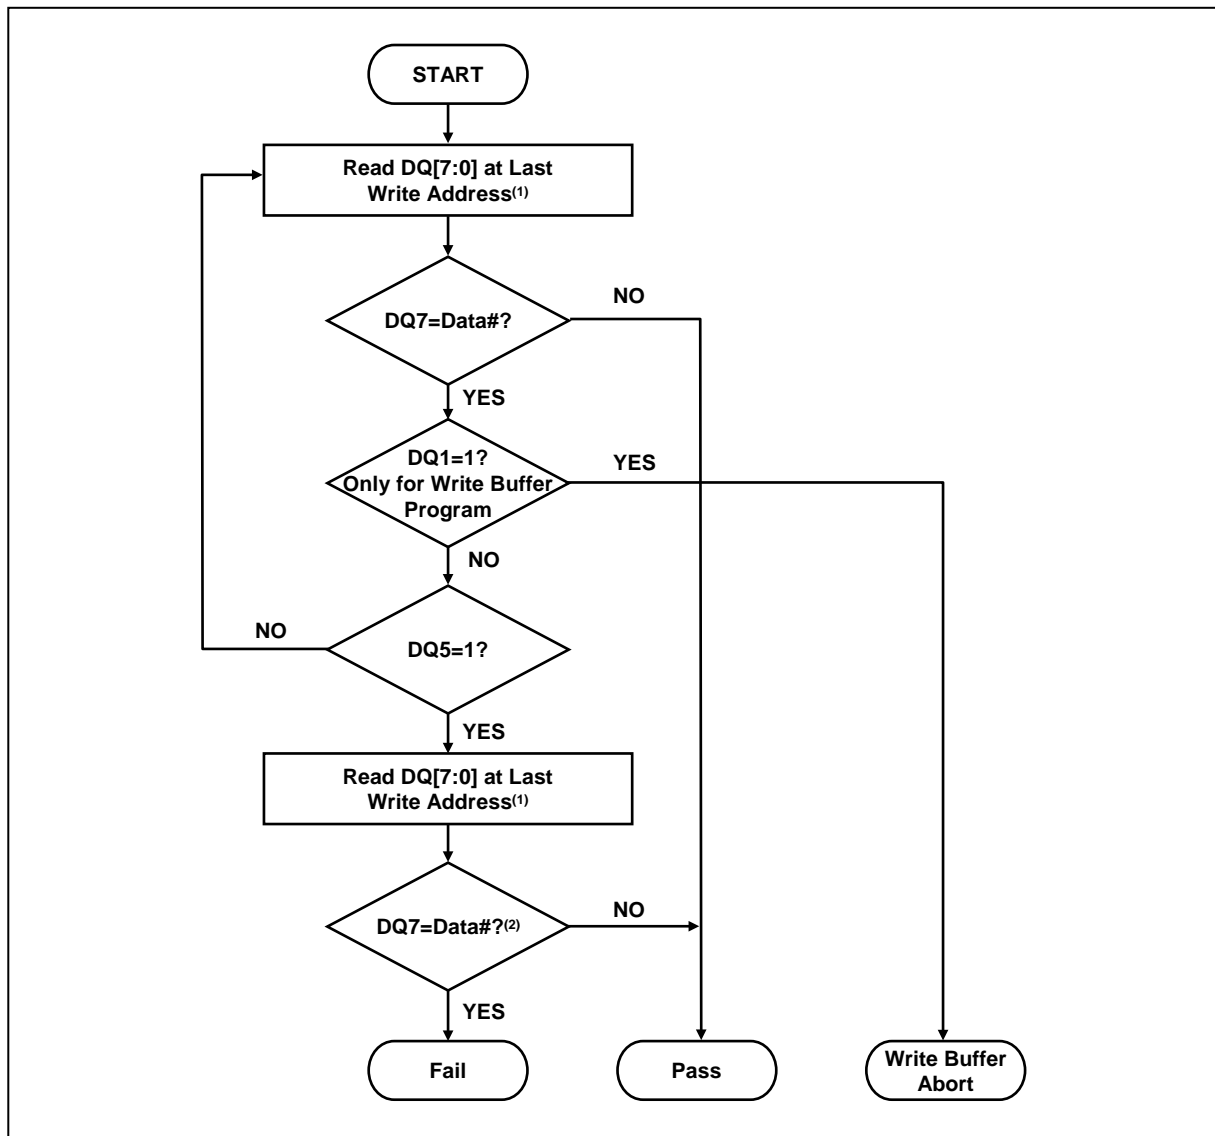 START
Read DQ[7:0] at Last
Write Address(1)
NO
DQ7=Data#?
YES
DQ1=1?
Only for Write Buffer
Program
YES
NO
NO
DQ5=1?
YES
Read DQ[7:0] at Last
Write Address(1)
NO
DQ7=Data#?(2)
YES
Fail
Pass
Write Buffer
Abort